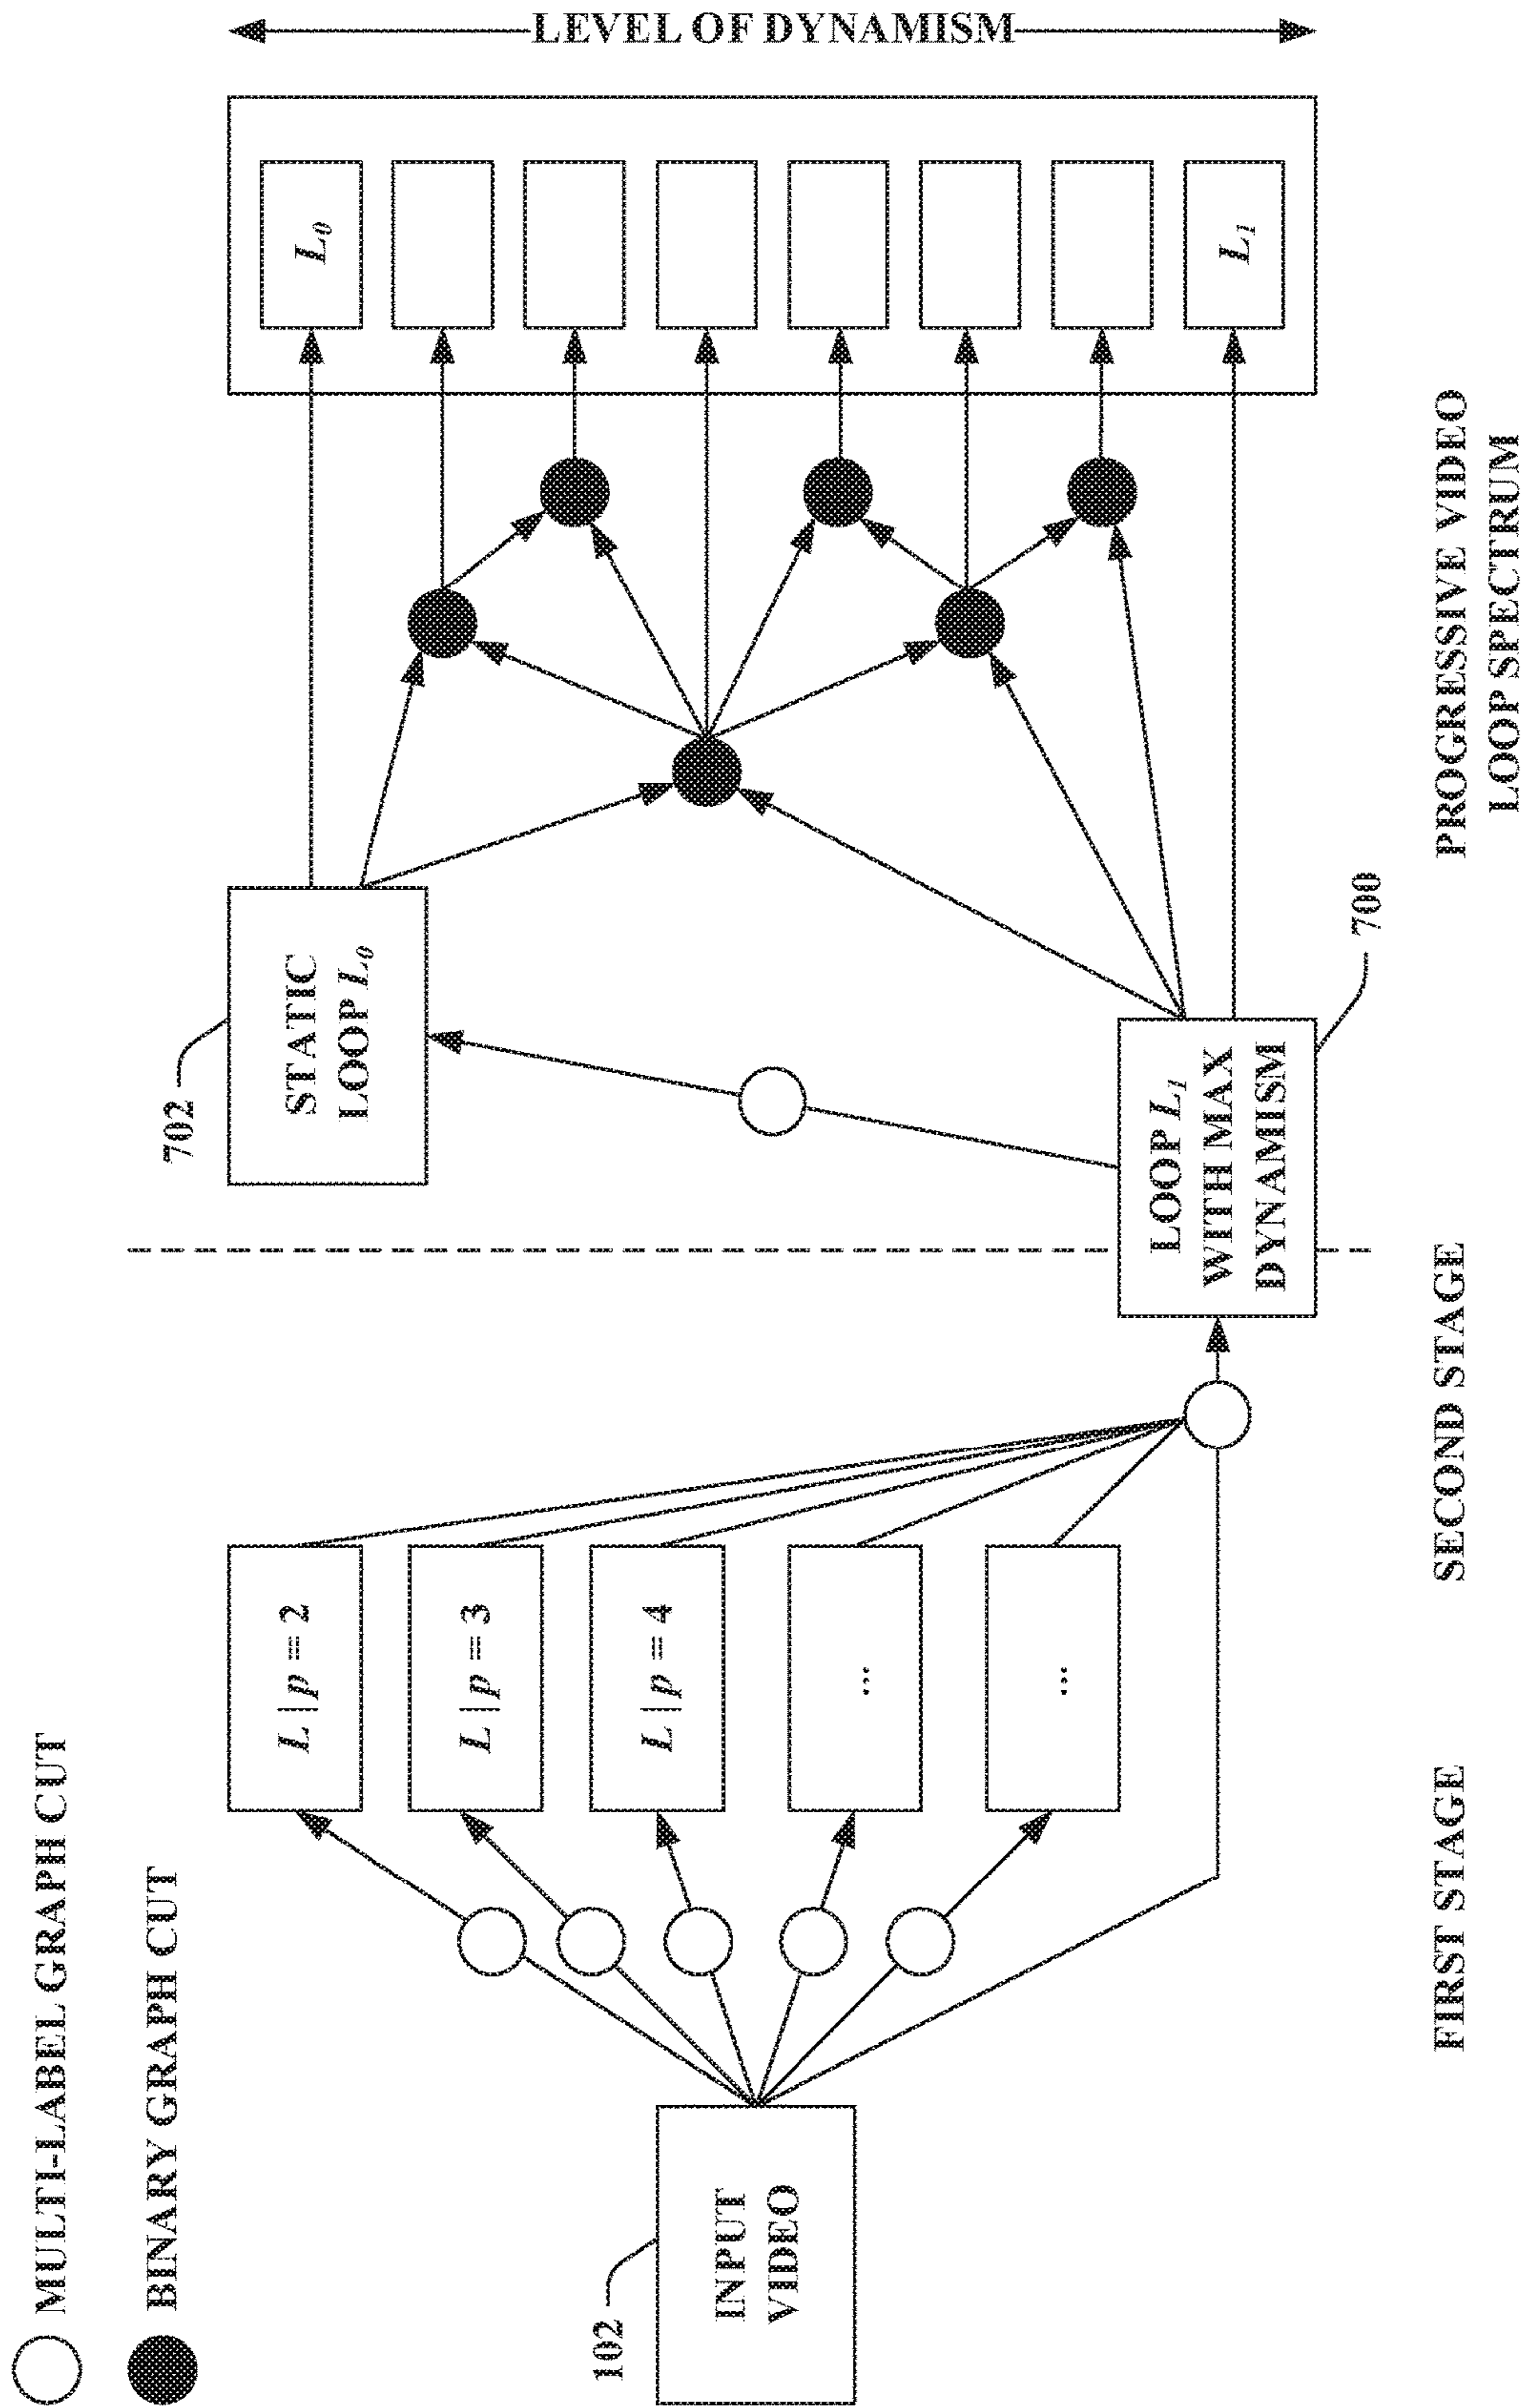 MULTI-LABEL GRAPH CUT
BINARY GRAPH CUT
102
INPUT
VIDEO
L | p = 2
L | p = 3
L | p = 4
...
...
702
STATIC
LOOP L0
LOOP L1
WITH MAX
DYNAMISM
700
L0
L1
LEVEL OF DYNAMISM
FIRST STAGE
SECOND STAGE
PROGRESSIVE VIDEO
LOOP SPECTRUM